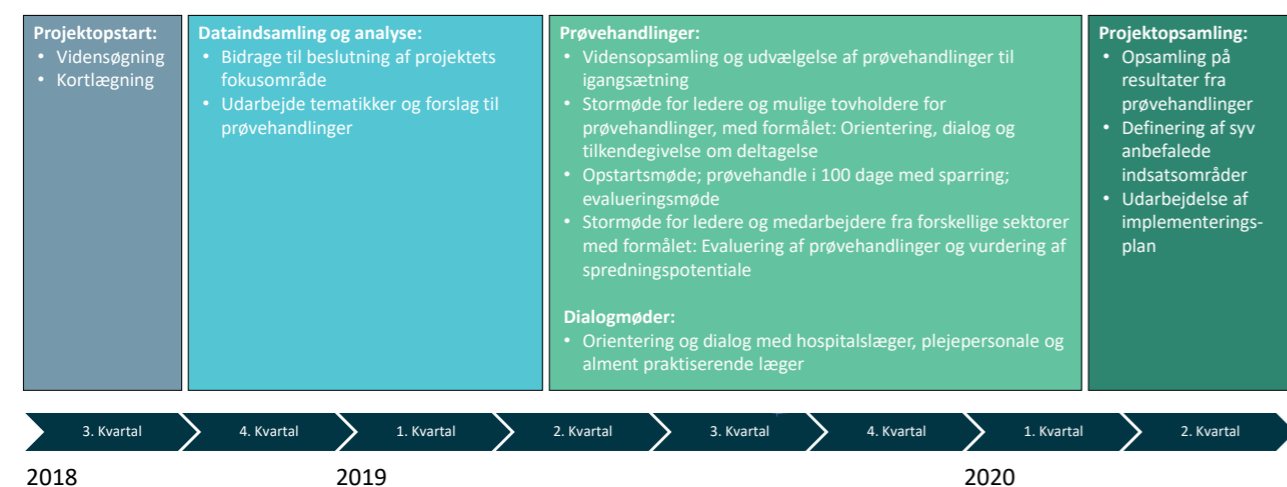 Projektopstart:
• Vidensøgning
• Kortlægning
Dataindsamling og analyse:
• Bidrage til beslutning af projektets
fokusområde
• Udarbejde tematikker og forslag til
prøvehandlinger
Prøvehandlinger:
• Vidensopsamling og udvælgelse af prøvehandlinger til
igangsætning
• Stormøde for ledere og mulige tovholdere for
prøvehandlinger, med formålet: Orientering, dialog og
tilkendegivelse om deltagelse
• Opstartsmøde; prøvehandle i 100 dage med sparring;
evalueringsmøde
• Stormøde for ledere og medarbejdere fra forskellige sektorer
med formålet: Evaluering af prøvehandlinger og vurdering af
spredningspotentiale
Dialogmøder:
• Orientering og dialog med hospitalslæger, plejepersonale og
alment praktiserende læger
Projektopsamling:
• Opsamling på
resultater fra
prøvehandlinger
• Definering af syv
anbefalede
indsatsområder
• Udarbejdelse af
implementerings-
plan
3. Kvartal
4. Kvartal
1. Kvartal
2. Kvartal
3. Kvartal
4. Kvartal
1. Kvartal
2. Kvartal
2018
2019
2020